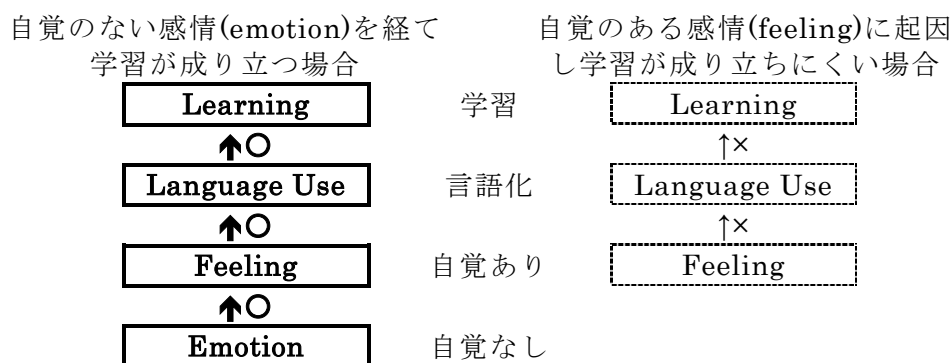 自覚のない感情(emotion)を経て
学習が成り立つ場合
自覚のある感情(feeling)に起因
し学習が成り立ちにくい場合
Learning 学習 Learning
↑○ ↑×
Language Use 言語化 Language Use
↑○ ↑×
Feeling 自覚あり Feeling
↑○
Emotion 自覚なし